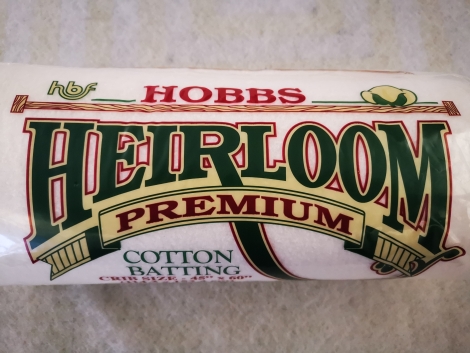 hbf
HOBBS
HEIRLOOM
PREMIUM
COTTON
BATTING
CRIB SIZE - 45" X 60"